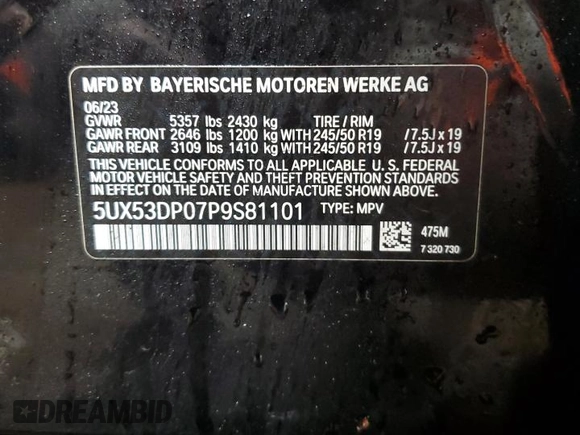 MFD BY BAYERISCHE MOTOREN WERKE AG
06/23
GVWR 5357 lbs 2430 kg TIRE / RIM
GAWR FRONT 2646 lbs 1200 kg WITH 245/50 R19 /7.5J x 19
GAWR REAR 3109 lbs 1410 kg WITH 245/50 R19 /7.5J x 19
THIS VEHICLE CONFORMS TO ALL APPLICABLE U. S. FEDERAL
MOTOR VEHICLE SAFETY AND THEFT PREVENTION STANDARDS
IN EFFECT ON THE DATE OF MANUFACTURE SHOWN ABOVE.
5UX53DP07P9S81101 TYPE: MPV
475M
7 320 730
DREAMBID